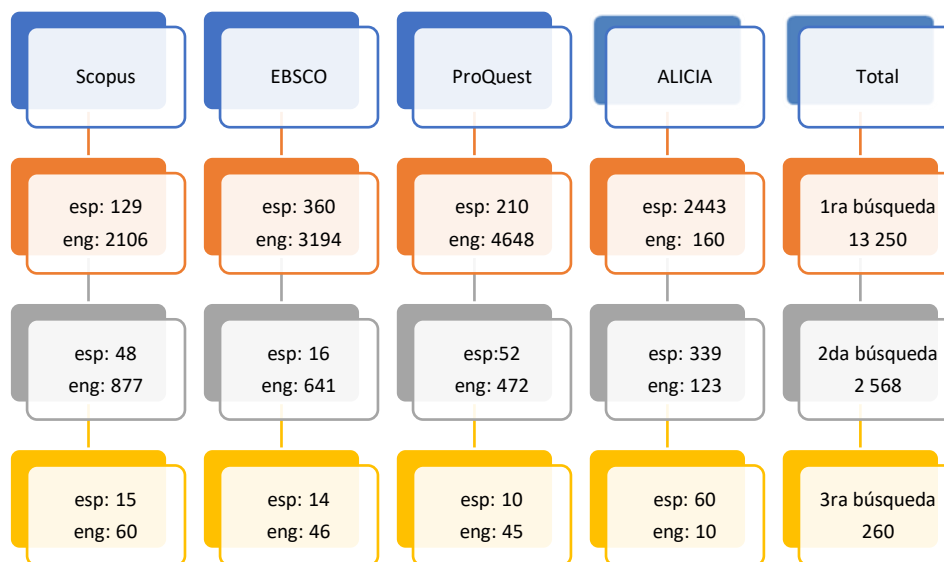 Scopus
EBSCO
ProQuest
ALICIA
Total
esp: 129
eng: 2106
esp: 360
eng: 3194
esp: 210
eng: 4648
esp: 2443
eng: 160
1ra búsqueda
13 250
esp: 48
eng: 877
esp: 16
eng: 641
esp:52
eng: 472
esp: 339
eng: 123
2da búsqueda
2 568
esp: 15
eng: 60
esp: 14
eng: 46
esp: 10
eng: 45
esp: 60
eng: 10
3ra búsqueda
260